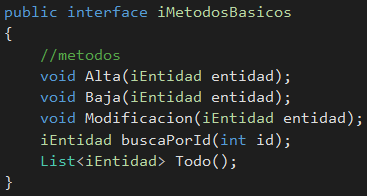 public interface iMetodosBasicos
{
//metodos
void Alta(iEntidad entidad);
void Baja(iEntidad entidad);
void Modificacion(iEntidad entidad);
iEntidad buscaPorId(int id);
List<iEntidad> Todo();
}